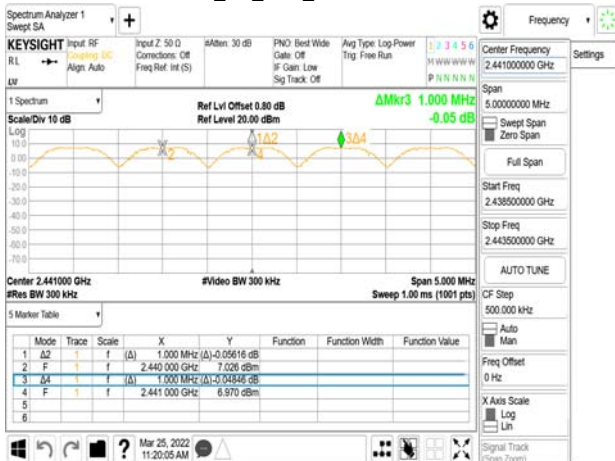 Spectrum Analyzer 1
Swept SA
Frequency
KEYSIGHT
RL
Input: RF
Coupling: DC
Align: Auto
Input Z: 50 Ω
Corrections: Off
Freq Ref: Int (S)
#Atten: 30 dB
PNO: Best Wide
Gate: Off
IF Gain: Low
Sig Track: Off
Avg Type: Log-Power
Trig: Free Run
1 2 3 4 5 6
M W W W W W
P N N N N N
Center Frequency
2.441000000 GHz
Settings
Span
5.00000000 MHz
Swept Span
Zero Span
Full Span
Start Freq
2.438500000 GHz
Stop Freq
2.443500000 GHz
AUTO TUNE
CF Step
500.000 kHz
Auto
Man
Freq Offset
0 Hz
X Axis Scale
Log
Lin
Signal Track
(Span Zoom)
1 Spectrum
Scale/Div 10 dB
Ref Lvl Offset 0.80 dB
Ref Level 20.00 dBm
ΔMkr3 1.000 MHz
-0.05 dB
Log
10.0
0.00
-10.0
-20.0
-30.0
-40.0
-50.0
-60.0
-70.0
2
1Δ2
4
3Δ4
Center 2.441000 GHz
#Video BW 300 kHz
Span 5.000 MHz
#Res BW 300 kHz
Sweep 1.00 ms (1001 pts)
5 Marker Table
Mode Trace Scale X Y Function Function Width Function Value
1 Δ2 1 f (Δ) 1.000 MHz (Δ) -0.05616 dB
2 F 1 f 2.440 000 GHz 7.026 dBm
3 Δ4 1 f (Δ) 1.000 MHz (Δ) -0.04846 dB
4 F 1 f 2.441 000 GHz 6.970 dBm
5
6
Mar 25, 2022
11:20:05 AM